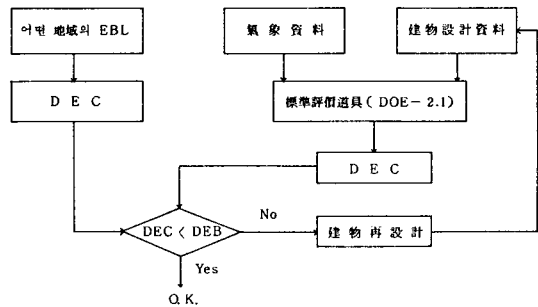 어떤 地域의 EBL
氣象資料
建物設計資料
D E C
標準評價道具 ( DOE - 2.1 )
D E C
DEC < DEB
No
建物再設計
Yes
O.K.